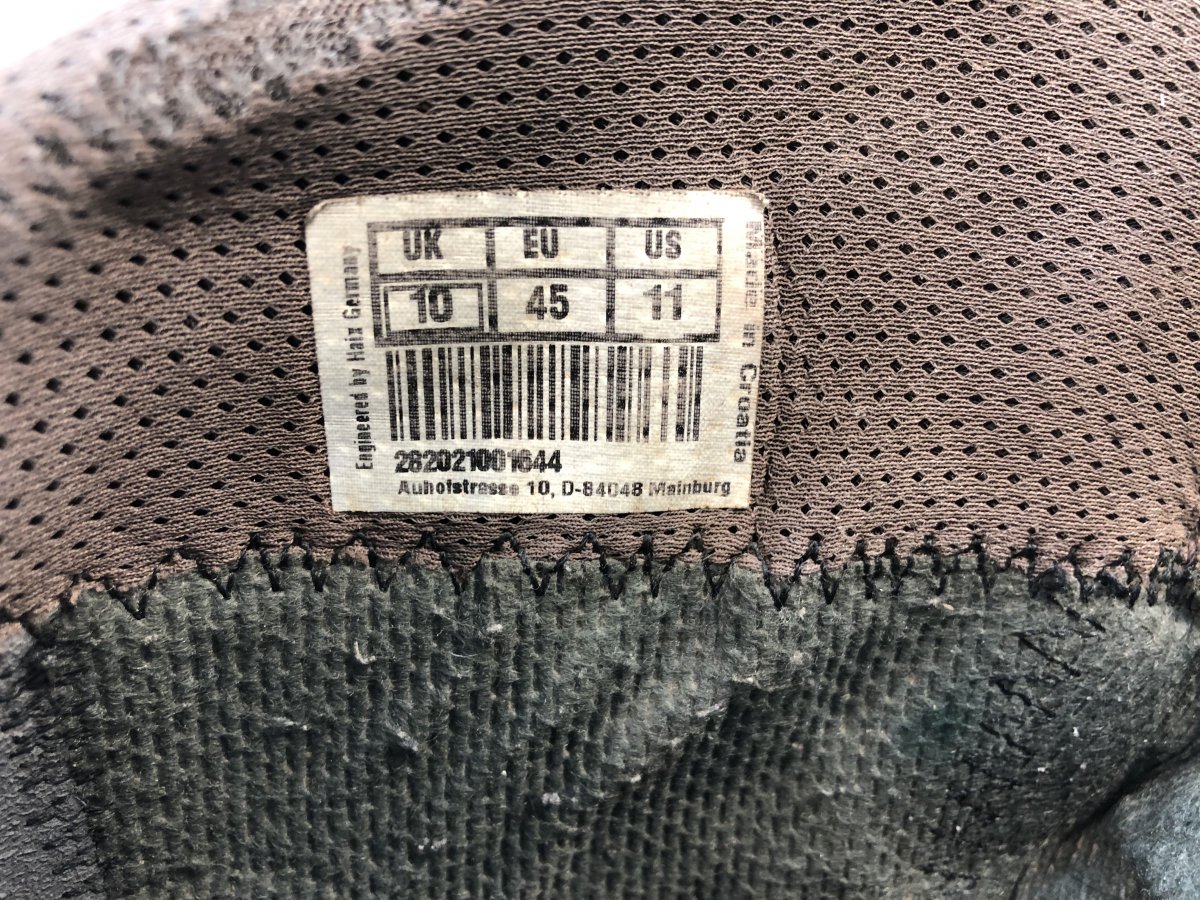 UK EU US
10 45 11
Engineered by Haix Germany
Made in Croatia
282021001644
Auhofstrasse 10, D-84048 Mainburg